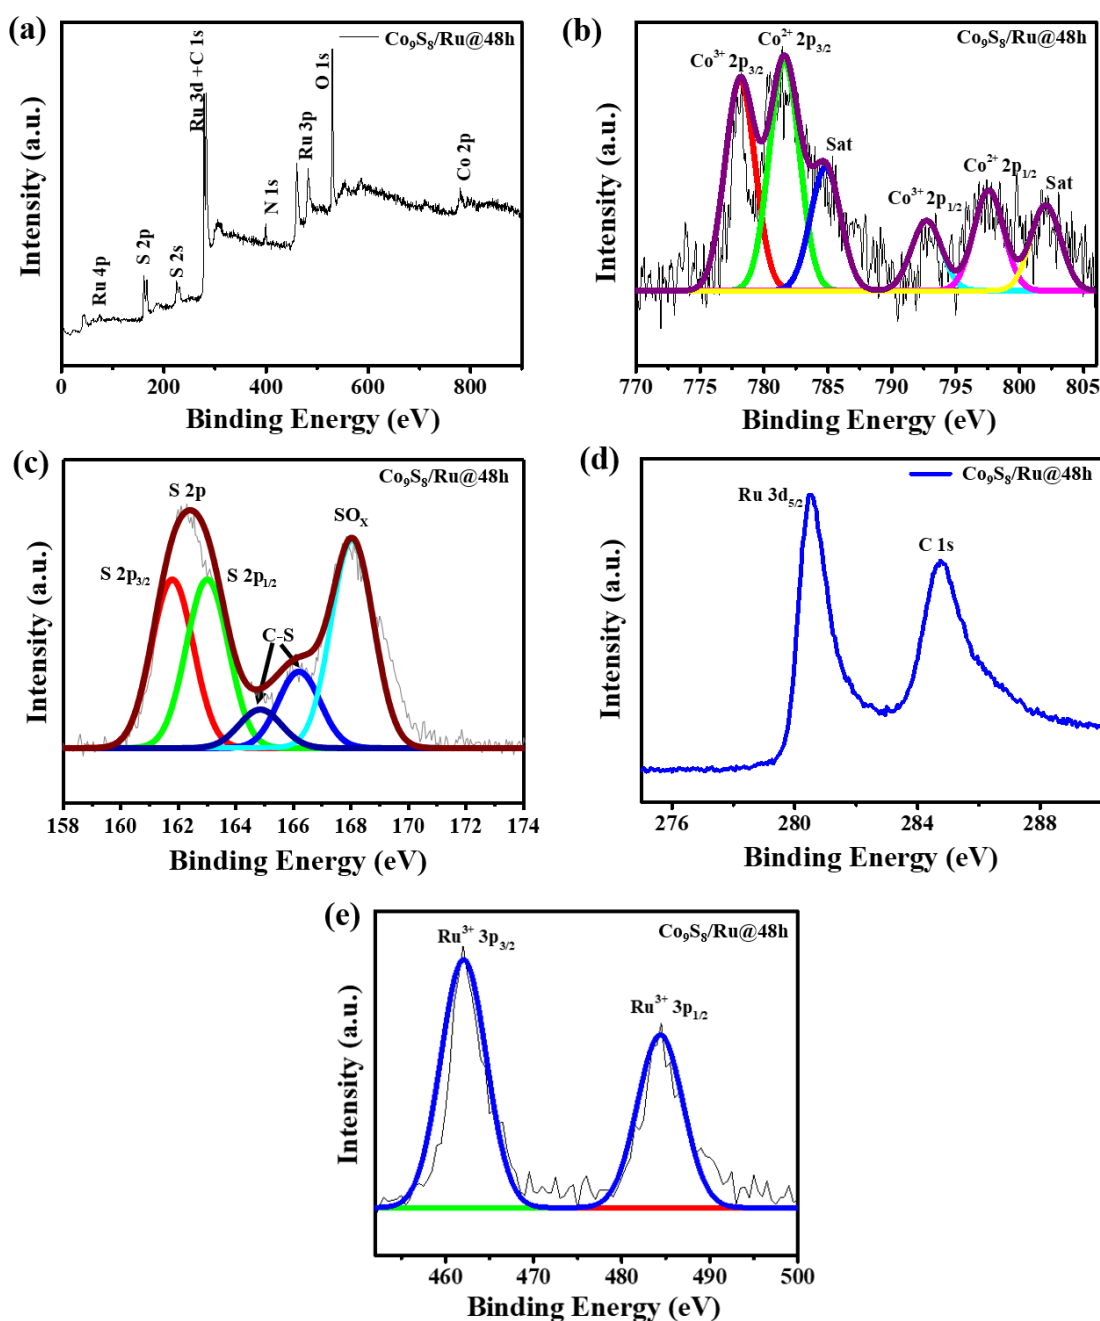 (a)
Co₉S₈/Ru@48h
Ru 4p
S 2p
S 2s
Ru 3d +C 1s
N 1s
Ru 3p
O 1s
Co 2p
Intensity (a.u.)
0 200 400 600 800
Binding Energy (eV)
(b)
Co₉S₈/Ru@48h
Co³⁺ 2p₃/₂
Co²⁺ 2p₃/₂
Sat
Co³⁺ 2p₁/₂
Co²⁺ 2p₁/₂
Sat
Intensity (a.u.)
770 775 780 785 790 795 800 805
Binding Energy (eV)
(c)
Co₉S₈/Ru@48h
S 2p
S 2p₃/₂
S 2p₁/₂
C-S
SOₓ
Intensity (a.u.)
158 160 162 164 166 168 170 172 174
Binding Energy (eV)
(d)
Co₉S₈/Ru@48h
Ru 3d₅/₂
C 1s
Intensity (a.u.)
276 280 284 288
Binding Energy (eV)
(e)
Co₉S₈/Ru@48h
Ru³⁺ 3p₃/₂
Ru³⁺ 3p₁/₂
Intensity (a.u.)
460 470 480 490 500
Binding Energy (eV)